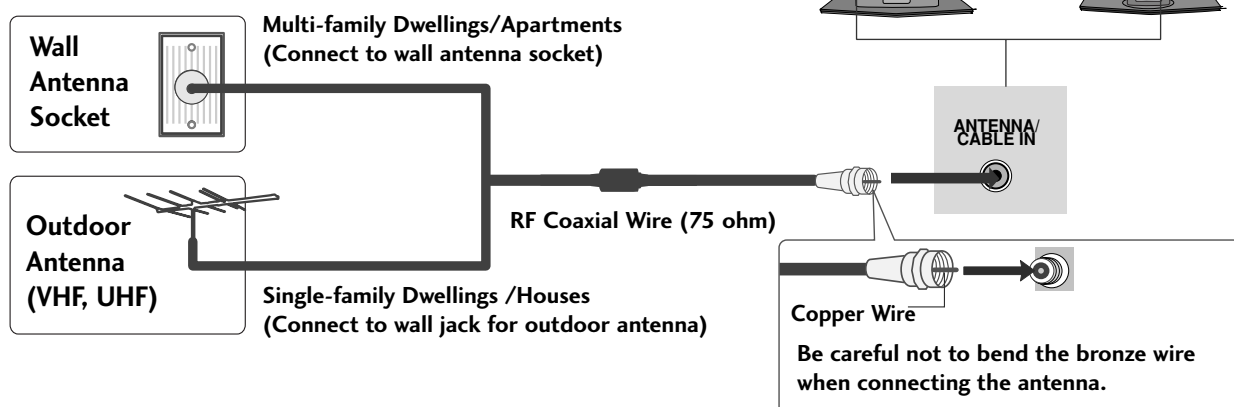 Multi-family Dwellings/Apartments
(Connect to wall antenna socket)
Wall
Antenna
Socket
ANTENNA/
CABLE IN
RF Coaxial Wire (75 ohm)
Outdoor
Antenna
(VHF, UHF)
Single-family Dwellings /Houses
(Connect to wall jack for outdoor antenna)
Copper Wire
Be careful not to bend the bronze wire
when connecting the antenna.